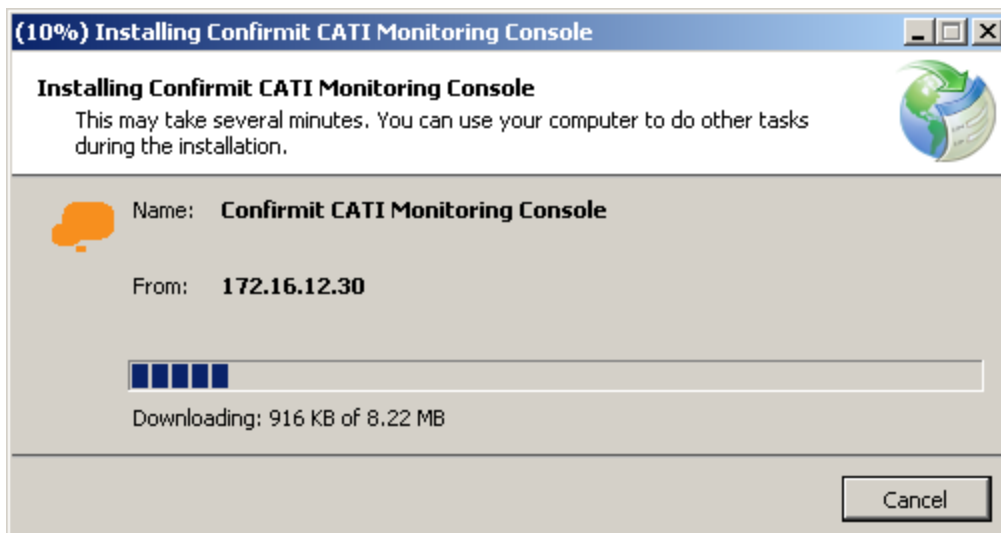 (10%) Installing Confirmit CATI Monitoring Console
Installing Confirmit CATI Monitoring Console
This may take several minutes. You can use your computer to do other tasks
during the installation.
Name: Confirmit CATI Monitoring Console
From: 172.16.12.30
Downloading: 916 KB of 8.22 MB
Cancel